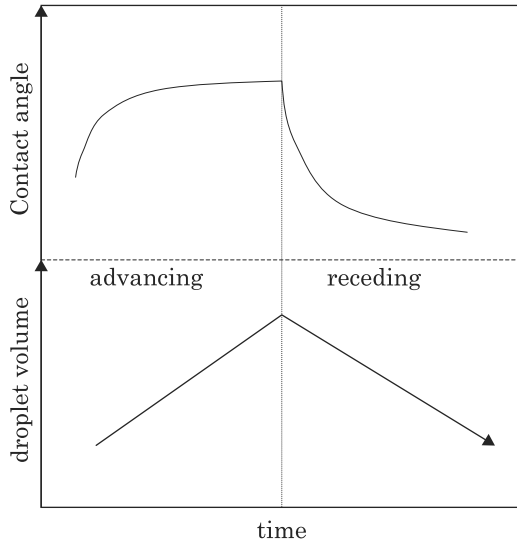 Contact angle
advancing
receding
droplet volume
time